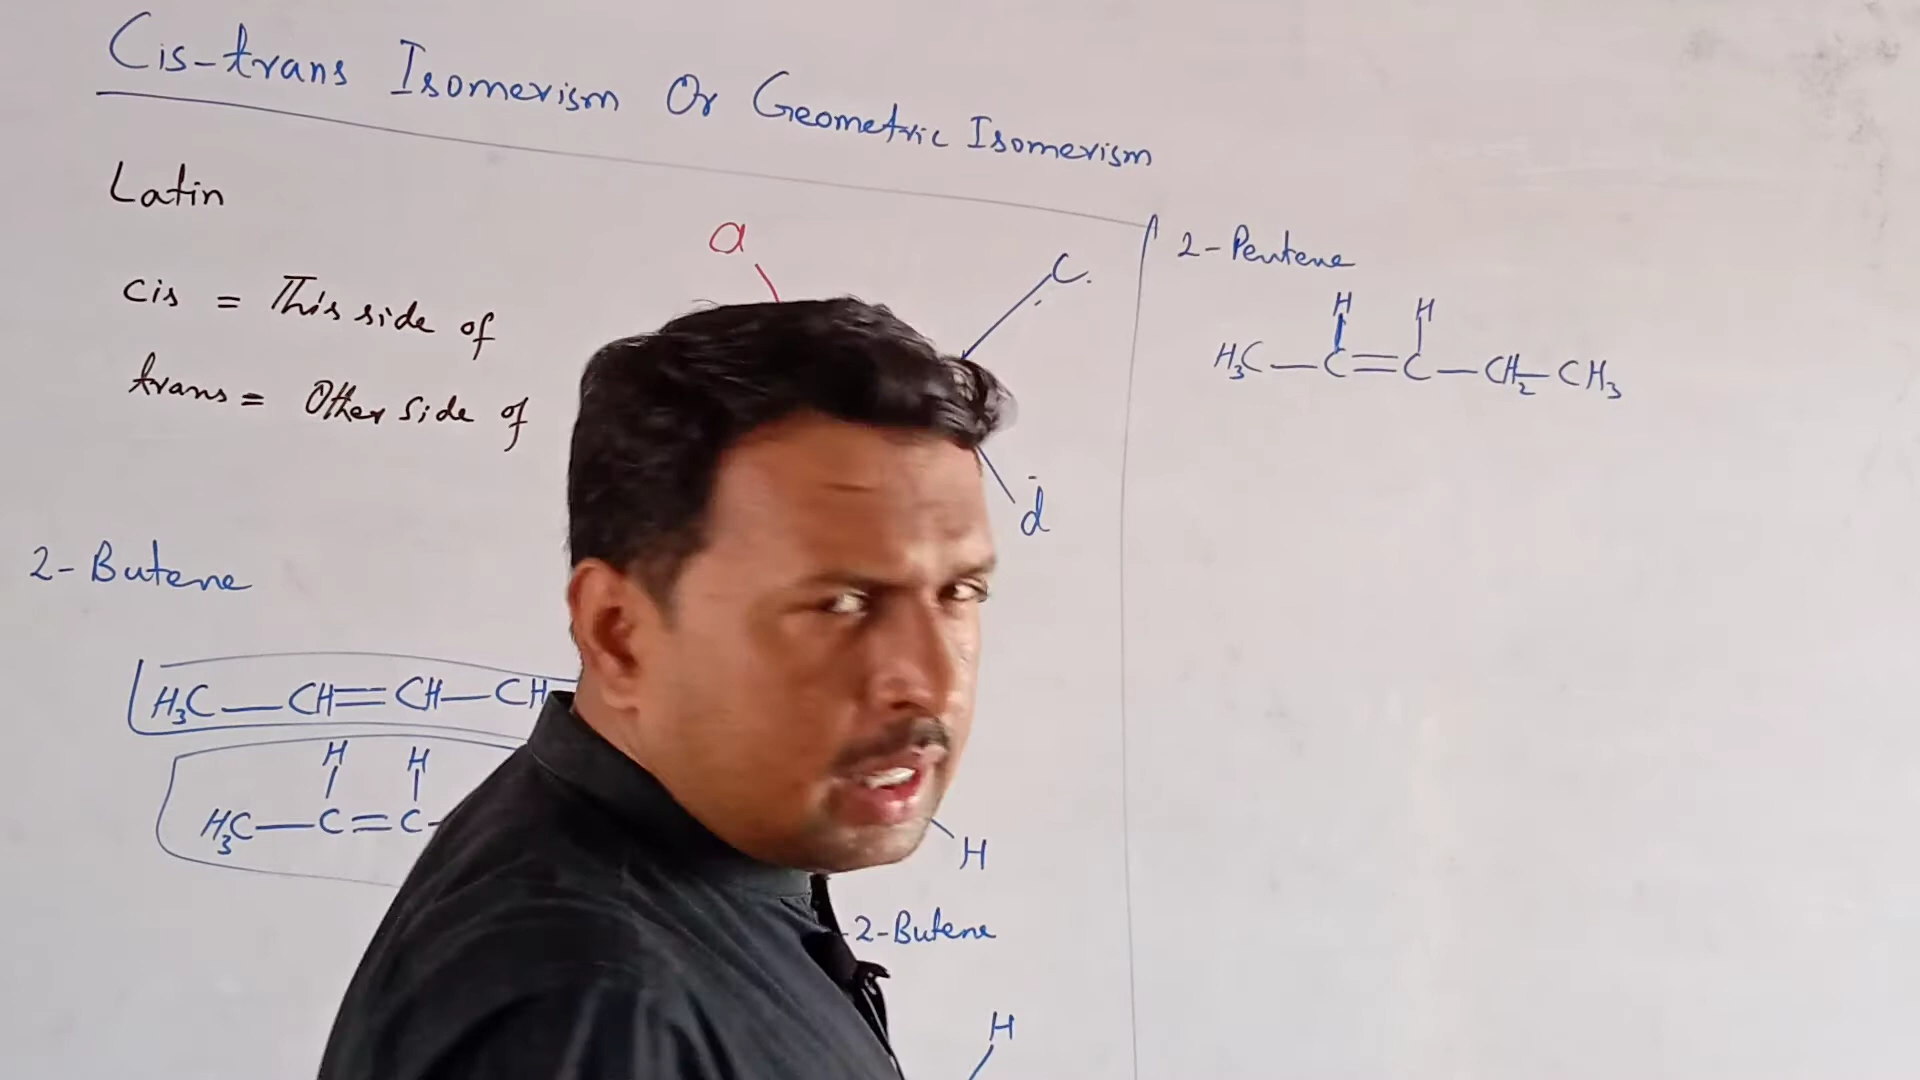 Cis-trans Isomerism Or Geometric Isomerism
Latin
cis = This side of
trans = Other side of
a
c
d
2-Butene
H₃C—CH=CH—CH
H H
H₃C—C=C-
H
-2-Butene
H
2-Pentene
H H
H₃C—C=C—CH₂—CH₃